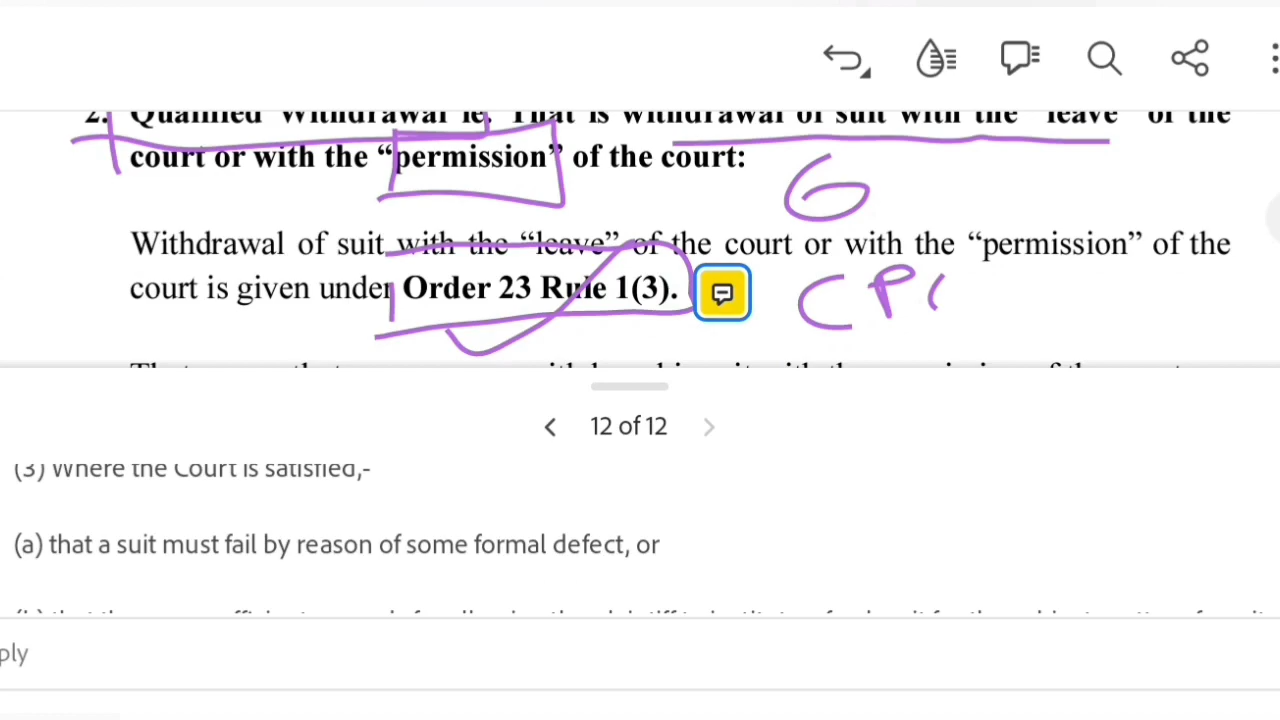 2. Qualified Withdrawal ie. That is withdrawal of suit with the “leave” of the
court or with the “permission” of the court:
G
Withdrawal of suit with the “leave” of the court or with the “permission” of the
court is given under Order 23 Rule 1(3).
CPC
12 of 12
(3) Where the Court is satisfied,-
(a) that a suit must fail by reason of some formal defect, or
ply